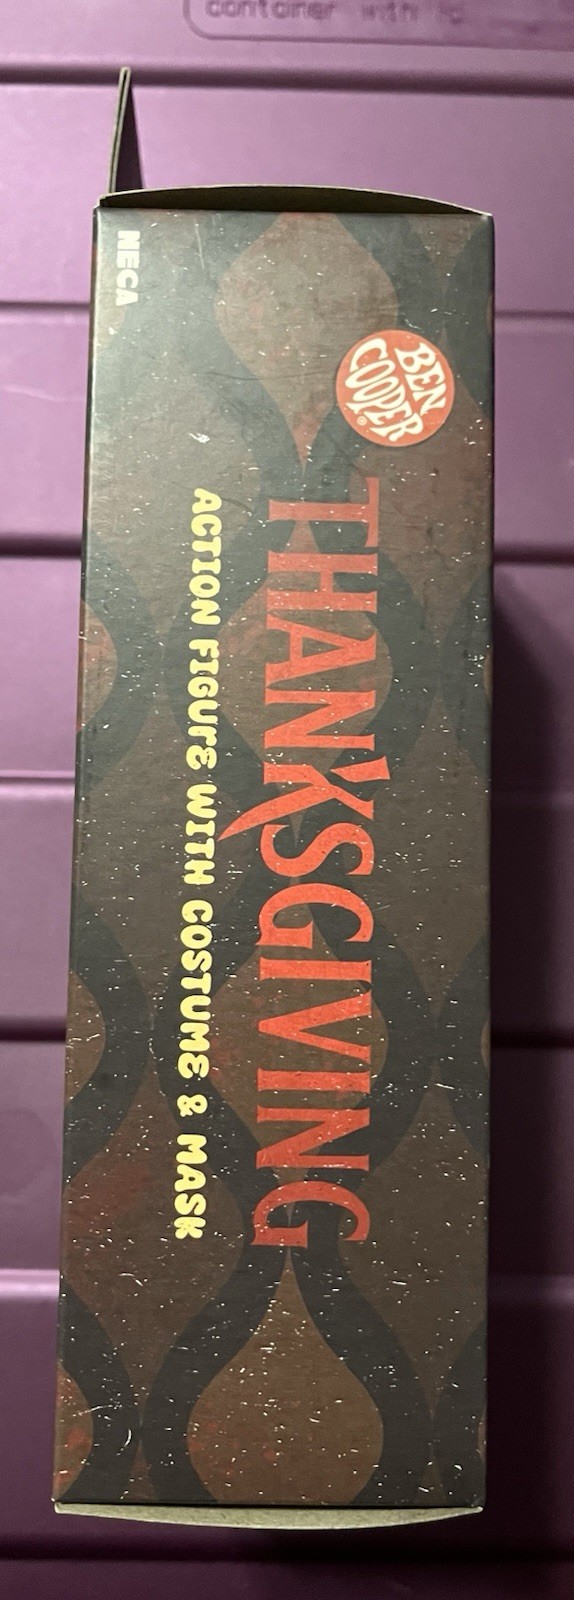 container with lid
NECA
BEN
COOPER®
THANKSGIVING
ACTION FIGURE WITH COSTUME & MASK